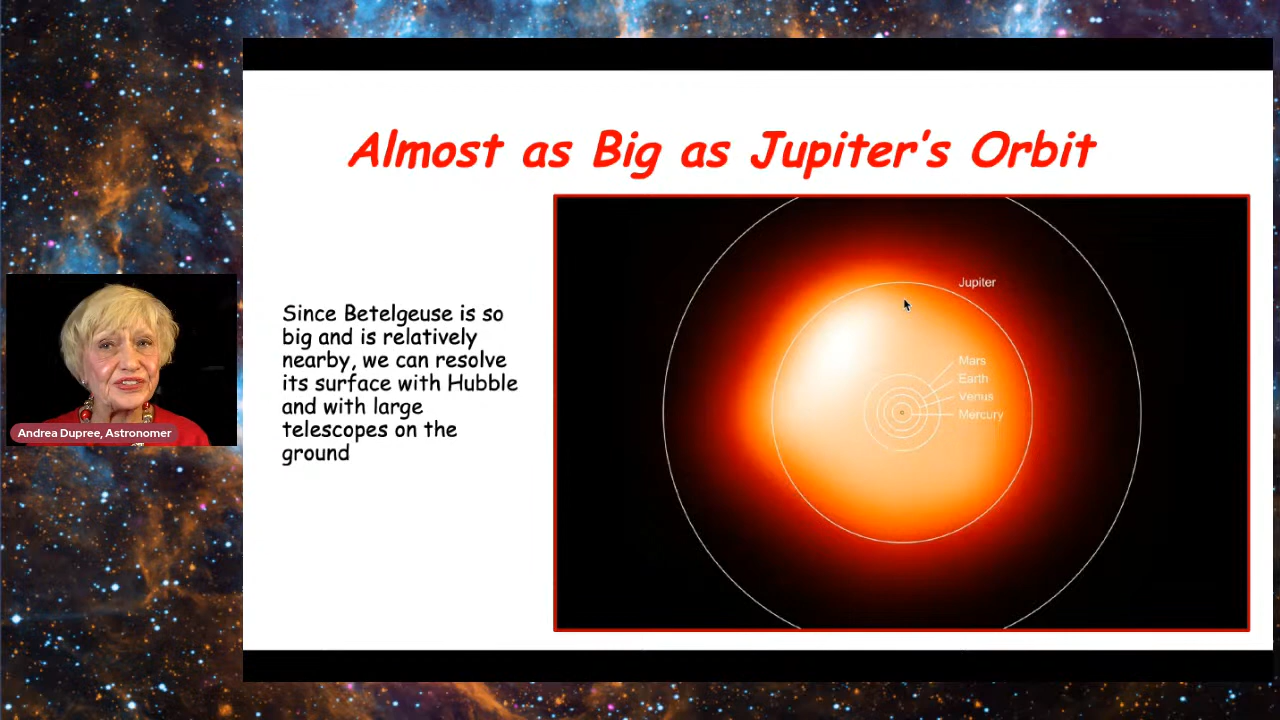 Almost as Big as Jupiter's Orbit
Since Betelgeuse is so
big and is relatively
nearby, we can resolve
its surface with Hubble
and with large
telescopes on the
ground
Jupiter
Mars
Earth
Venus
Mercury
Andrea Dupree, Astronomer